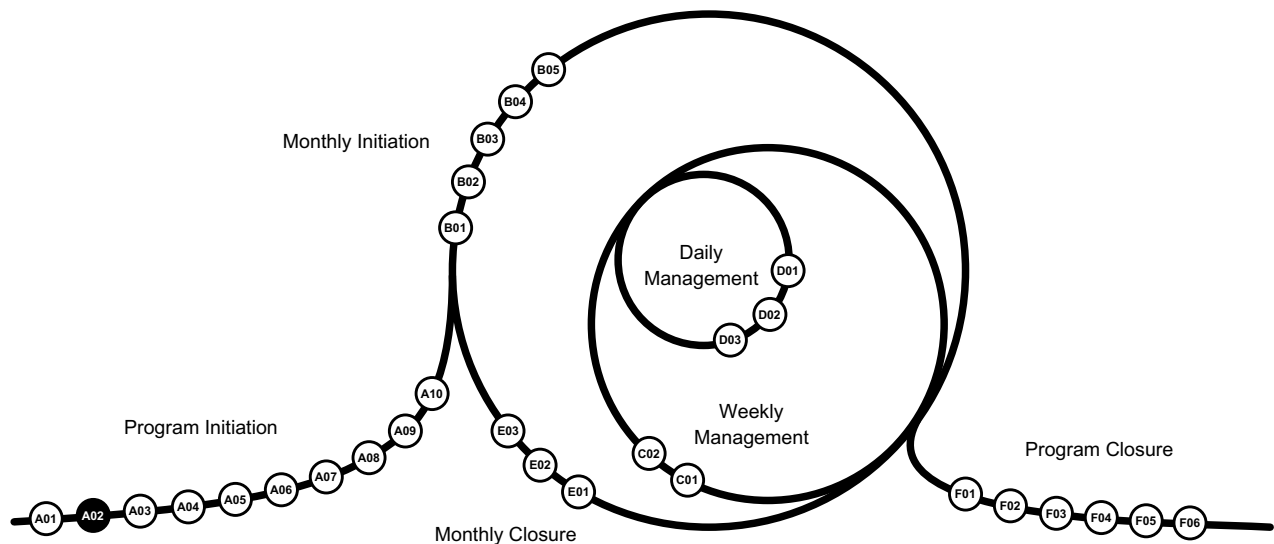 Monthly Initiation
B05
B04
B03
B02
B01
Daily
Management
D01
D02
D03
Program Initiation
A01
A02
A03
A04
A05
A06
A07
A08
A09
A10
Weekly
Management
C02
C01
E03
E02
E01
Monthly Closure
Program Closure
F01
F02
F03
F04
F05
F06